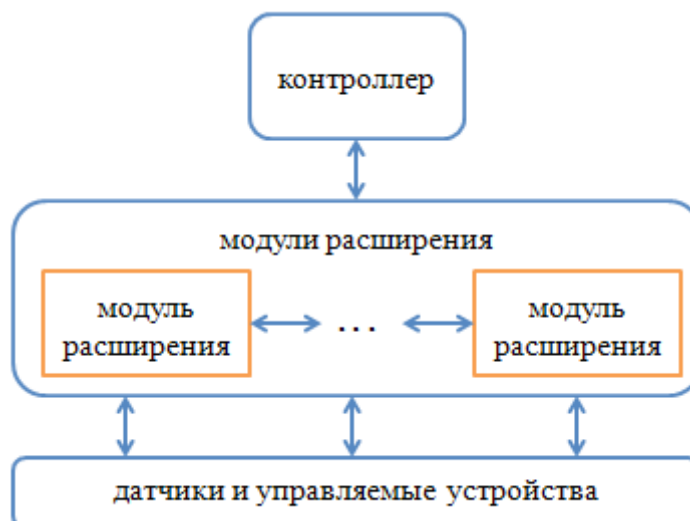 контроллер
модули расширения
модуль
расширения
...
модуль
расширения
датчики и управляемые устройства